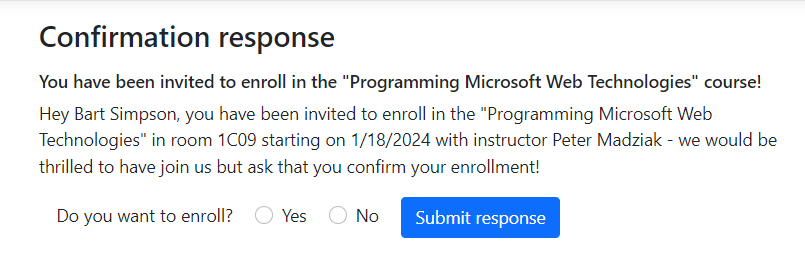 Confirmation response
You have been invited to enroll in the "Programming Microsoft Web Technologies" course!
Hey Bart Simpson, you have been invited to enroll in the "Programming Microsoft Web
Technologies" in room 1C09 starting on 1/18/2024 with instructor Peter Madziak - we would be
thrilled to have join us but ask that you confirm your enrollment!
Do you want to enroll? Yes No Submit response